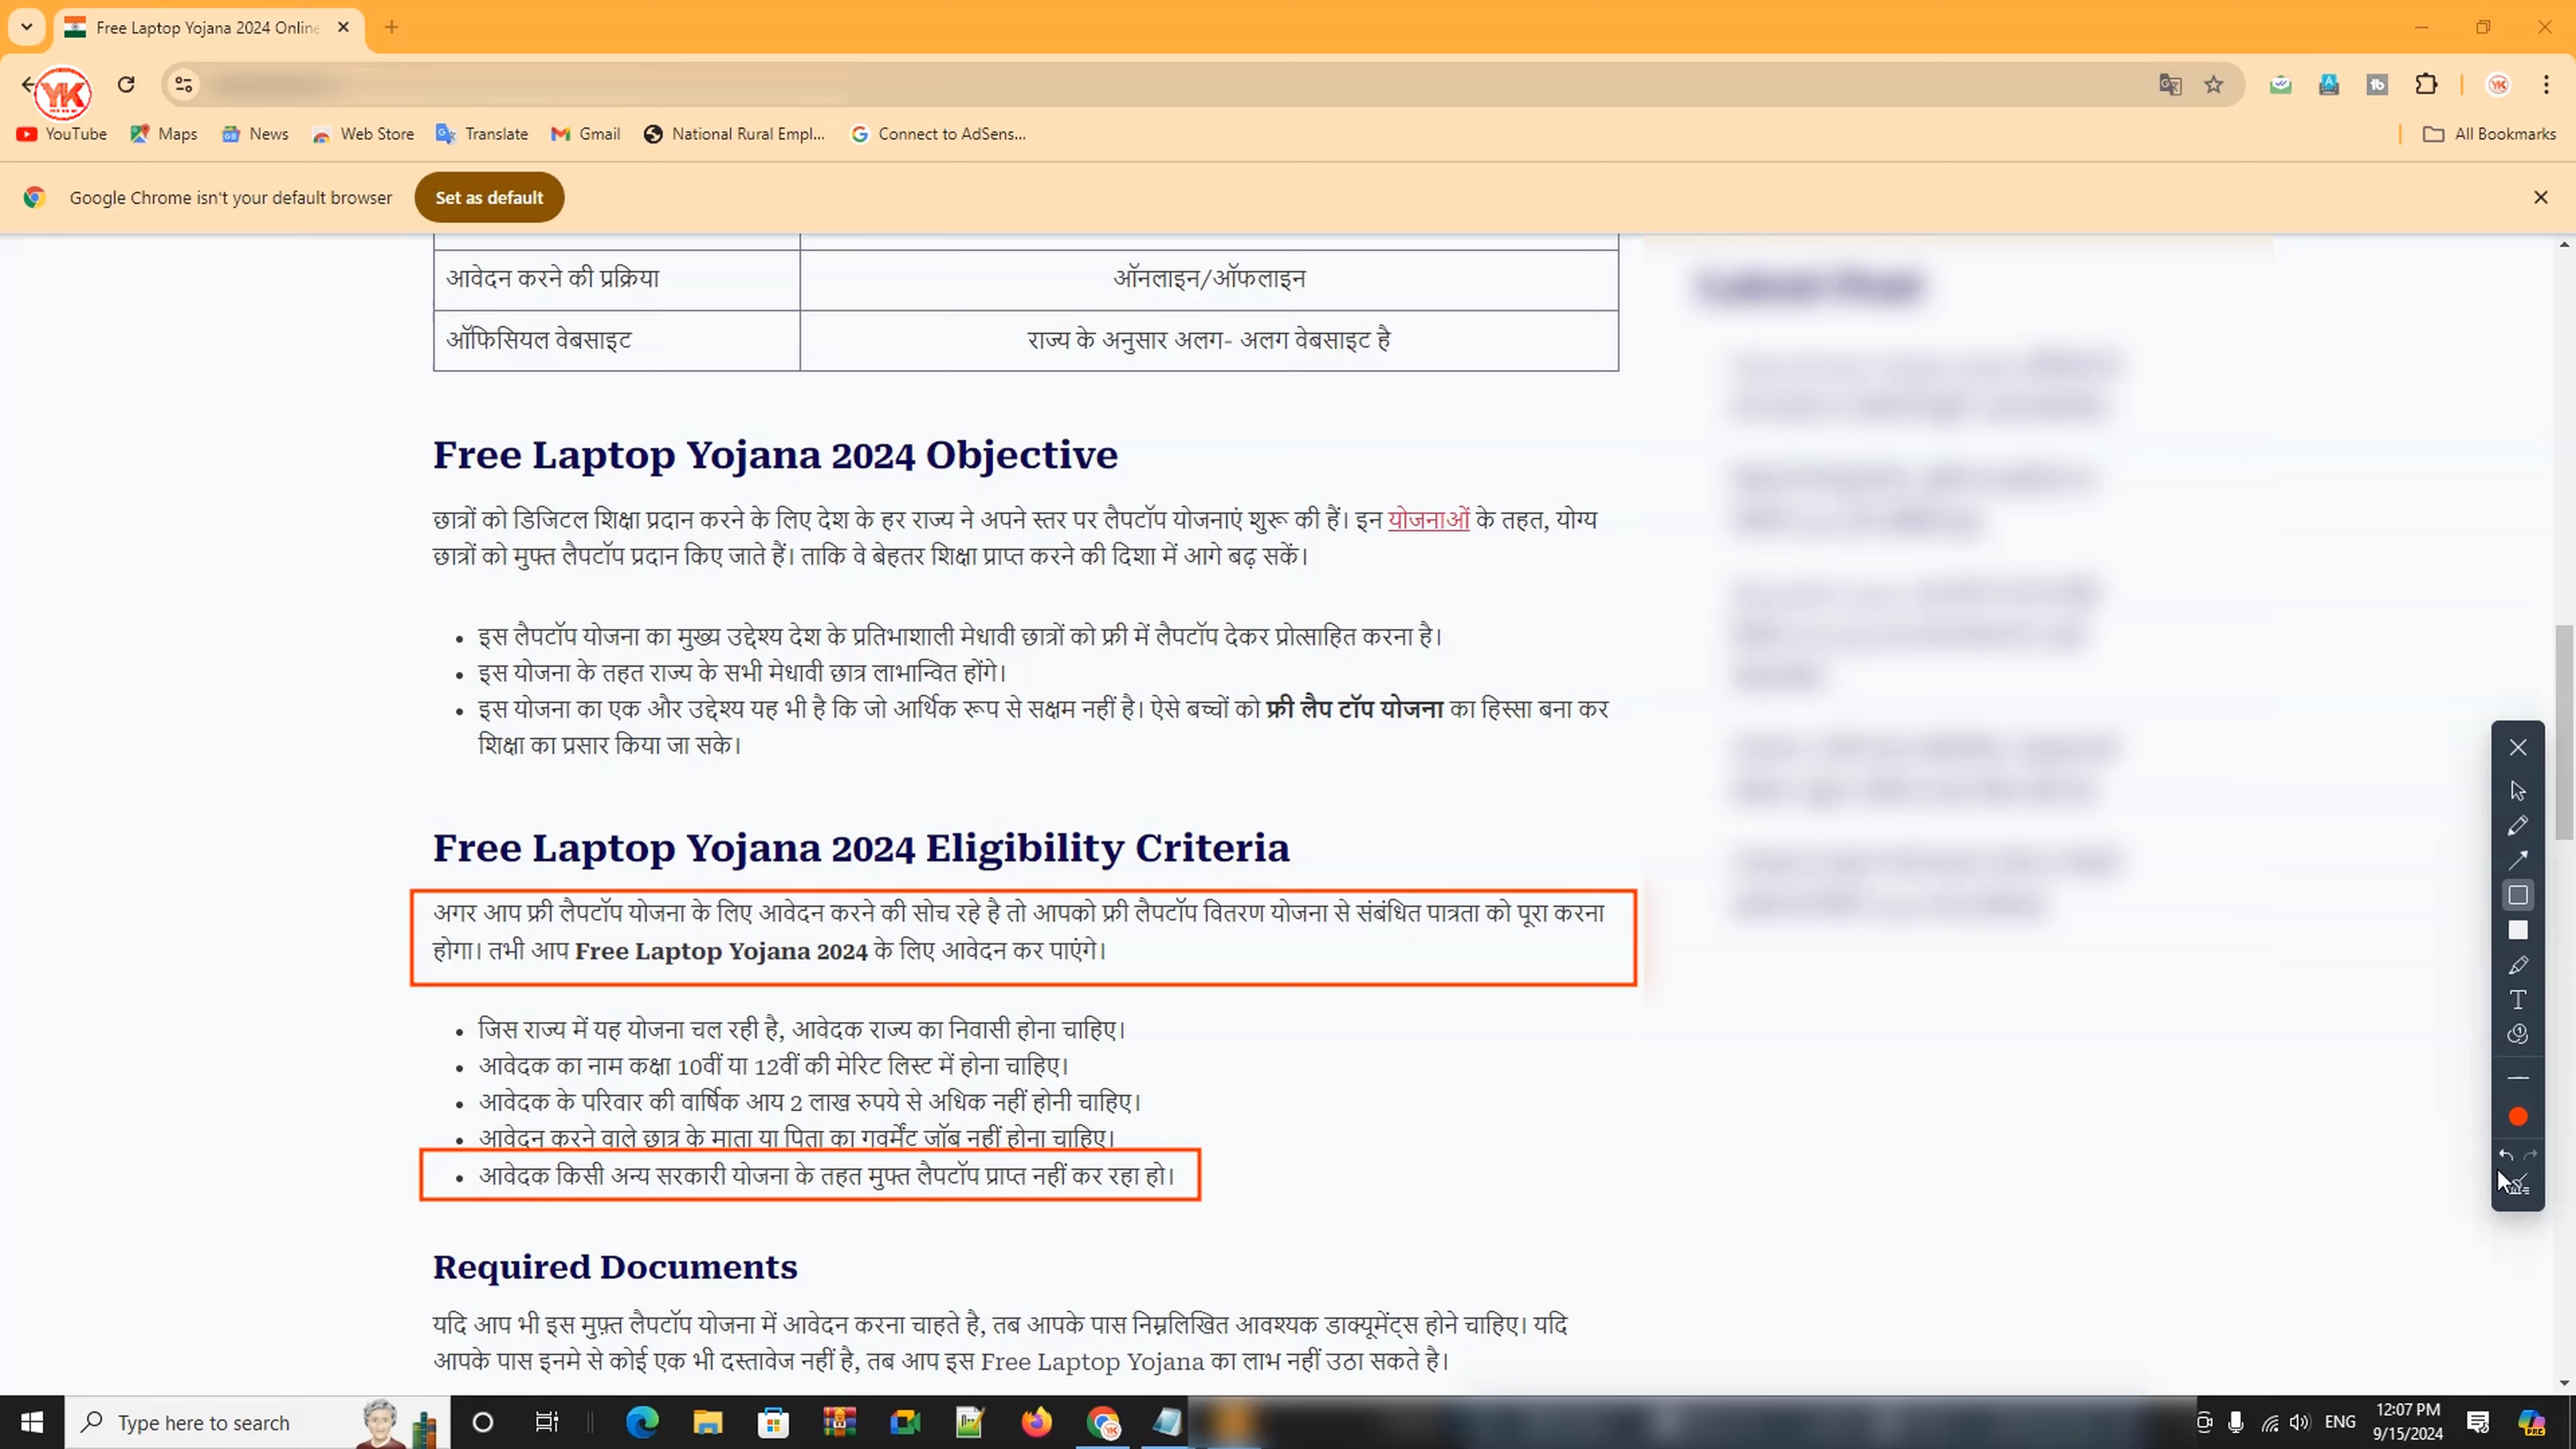 Free Laptop Yojana 2024 Online
YK
YouTube Maps News Web Store Translate Gmail National Rural Empl... Connect to AdSens... All Bookmarks
Google Chrome isn't your default browser Set as default
आवेदन करने की प्रक्रिया ऑनलाइन/ऑफलाइन
ऑफिसियल वेबसाइट राज्य के अनुसार अलग- अलग वेबसाइट है
Free Laptop Yojana 2024 Objective
छात्रों को डिजिटल शिक्षा प्रदान करने के लिए देश के हर राज्य ने अपने स्तर पर लैपटॉप योजनाएं शुरू की हैं। इन योजनाओं के तहत, योग्य
छात्रों को मुफ्त लैपटॉप प्रदान किए जाते हैं। ताकि वे बेहतर शिक्षा प्राप्त करने की दिशा में आगे बढ़ सकें।
• इस लैपटॉप योजना का मुख्य उद्देश्य देश के प्रतिभाशाली मेधावी छात्रों को फ्री में लैपटॉप देकर प्रोत्साहित करना है।
• इस योजना के तहत राज्य के सभी मेधावी छात्र लाभान्वित होंगे।
• इस योजना का एक और उद्देश्य यह भी है कि जो आर्थिक रूप से सक्षम नहीं है। ऐसे बच्चों को फ्री लैप टॉप योजना का हिस्सा बना कर
शिक्षा का प्रसार किया जा सके।
Free Laptop Yojana 2024 Eligibility Criteria
अगर आप फ्री लैपटॉप योजना के लिए आवेदन करने की सोच रहे है तो आपको फ्री लैपटॉप वितरण योजना से संबंधित पात्रता को पूरा करना
होगा। तभी आप Free Laptop Yojana 2024 के लिए आवेदन कर पाएंगे।
• जिस राज्य में यह योजना चल रही है, आवेदक राज्य का निवासी होना चाहिए।
• आवेदक का नाम कक्षा 10वीं या 12वीं की मेरिट लिस्ट में होना चाहिए।
• आवेदक के परिवार की वार्षिक आय 2 लाख रुपये से अधिक नहीं होनी चाहिए।
• आवेदन करने वाले छात्र के माता या पिता का गवर्मेंट जॉब नहीं होना चाहिए।
• आवेदक किसी अन्य सरकारी योजना के तहत मुफ्त लैपटॉप प्राप्त नहीं कर रहा हो।
Required Documents
यदि आप भी इस मुफ़्त लैपटॉप योजना में आवेदन करना चाहते है, तब आपके पास निम्नलिखित आवश्यक डाक्यूमेंट्स होने चाहिए। यदि
आपके पास इनमे से कोई एक भी दस्तावेज नहीं है, तब आप इस Free Laptop Yojana का लाभ नहीं उठा सकते है।
Type here to search ENG 12:07 PM
9/15/2024